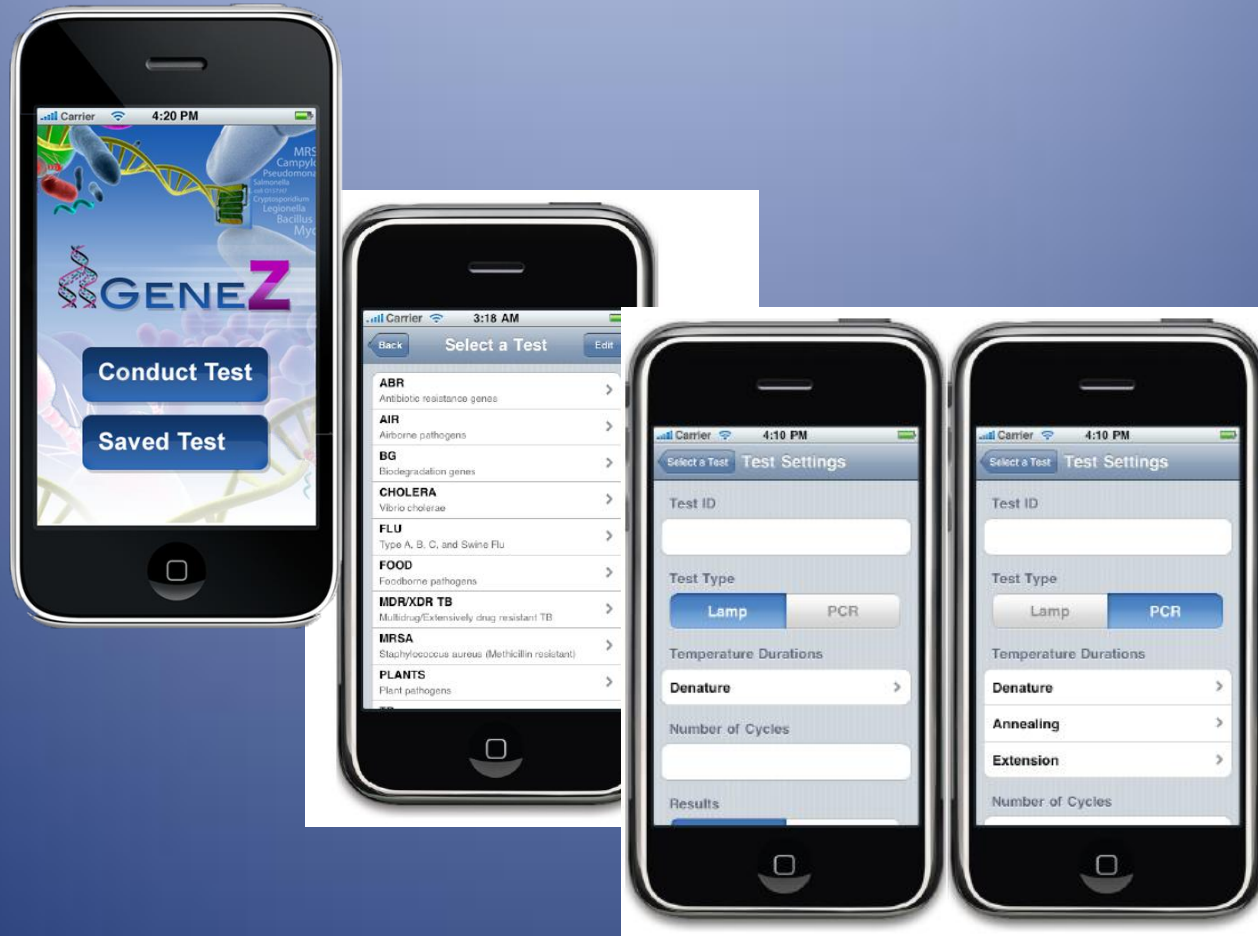 Carrier 4:20 PM
MRS
Campylo
Pseudomona
Salmonella
Cryptosporidium
Legionella
Bacillus
Myc
GENEZ
Conduct Test
Saved Test
Carrier 3:18 AM
Back Select a Test Edit
ABR
Antibiotic resistance genes
AIR
Airborne pathogens
BG
Biodegradation genes
CHOLERA
Vibrio cholerae
FLU
Type A, B, C, and Swine Flu
FOOD
Foodborne pathogens
MDR/XDR TB
Multidrug/Extensively drug resistant TB
MRSA
Staphylococcus aureus (Methicillin resistant)
PLANTS
Plant pathogens
Carrier 4:10 PM
Select a Test Test Settings
Test ID
Test Type
Lamp PCR
Temperature Durations
Denature
Number of Cycles
Results
Carrier 4:10 PM
Select a Test Test Settings
Test ID
Test Type
Lamp PCR
Temperature Durations
Denature
Annealing
Extension
Number of Cycles